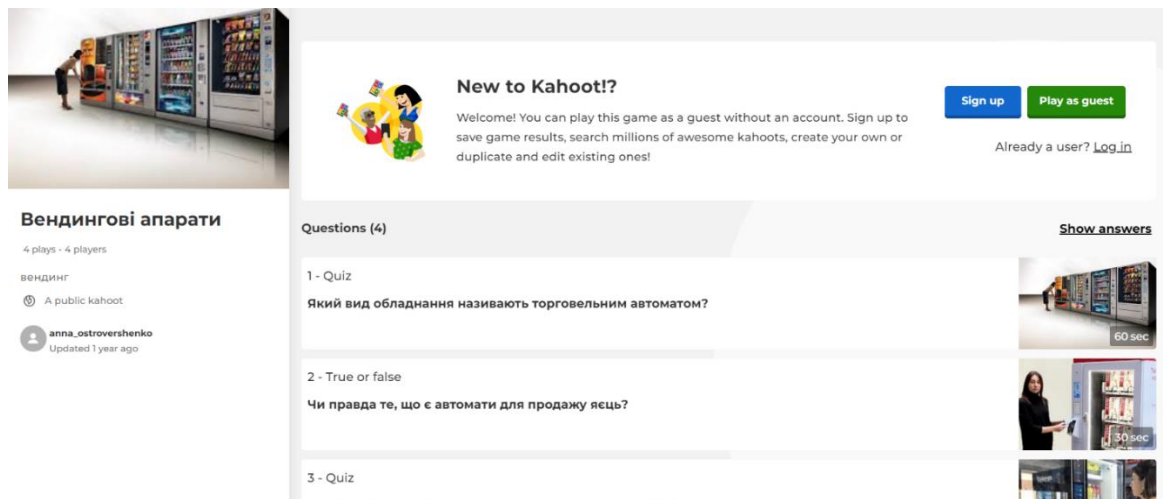 Вендингові апарати
4 plays · 4 players
вендинг
A public kahoot
anna_ostrovershenko
Updated 1 year ago
New to Kahoot!?
Welcome! You can play this game as a guest without an account. Sign up to
save game results, search millions of awesome kahoots, create your own or
duplicate and edit existing ones!
Sign up
Play as guest
Already a user? Log in
Questions (4)
Show answers
1 - Quiz
Який вид обладнання називають торговельним автоматом?
60 sec
2 - True or false
Чи правда те, що є автомати для продажу яєць?
30 sec
3 - Quiz